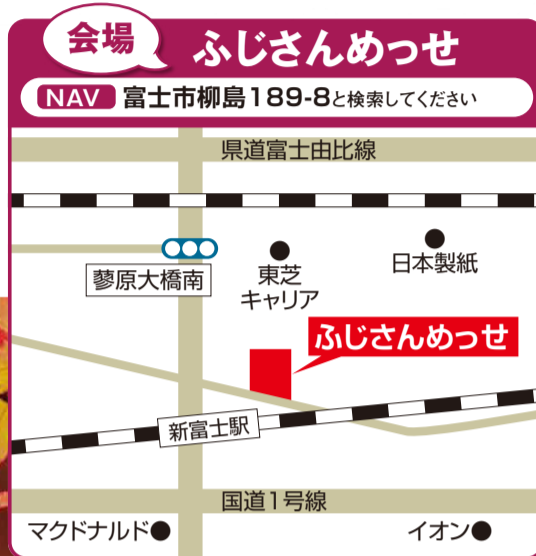 会場
ふじさんめっせ
NAV 富士市柳島189-8と検索してください
県道富士由比線
蓼原大橋南
東芝
キャリア
日本製紙
ふじさんめっせ
新富士駅
国道1号線
マクドナルド
イオン